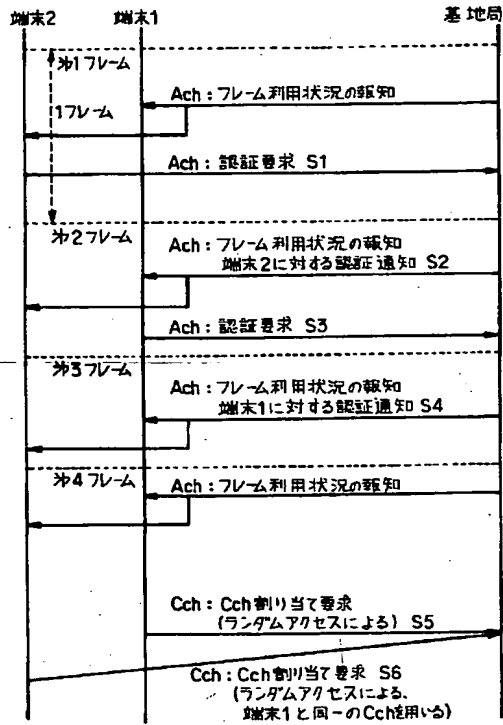 端末2 端末1 基地局
第1フレーム
1フレーム
Ach:フレーム利用状況の報知
Ach:認証要求 S1
第2フレーム
Ach:フレーム利用状況の報知
端末2に対する認証通知 S2
Ach:認証要求 S3
第3フレーム
Ach:フレーム利用状況の報知
端末1に対する認証通知 S4
第4フレーム
Ach:フレーム利用状況の報知
Cch:Cch割り当て要求
(ランダムアクセスによる) S5
Cch:Cch割り当て要求 S6
(ランダムアクセスによる、
端末1と同一のCchを用いる)